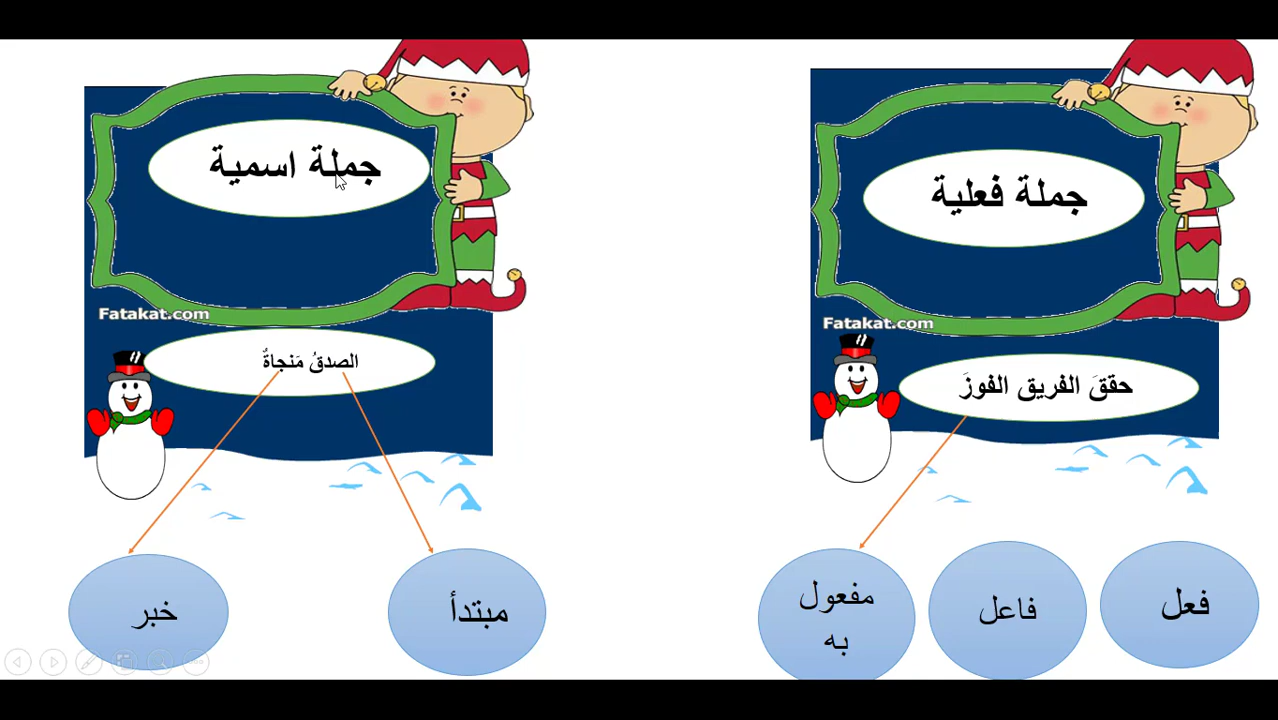 جملة فعلية
Fatakat.com
حققَ الفريق الفوزَ
فعل
فاعل
مفعول
به
جملة اسمية
Fatakat.com
الصدقُ مَنجاةٌ
مبتدأ
خبر